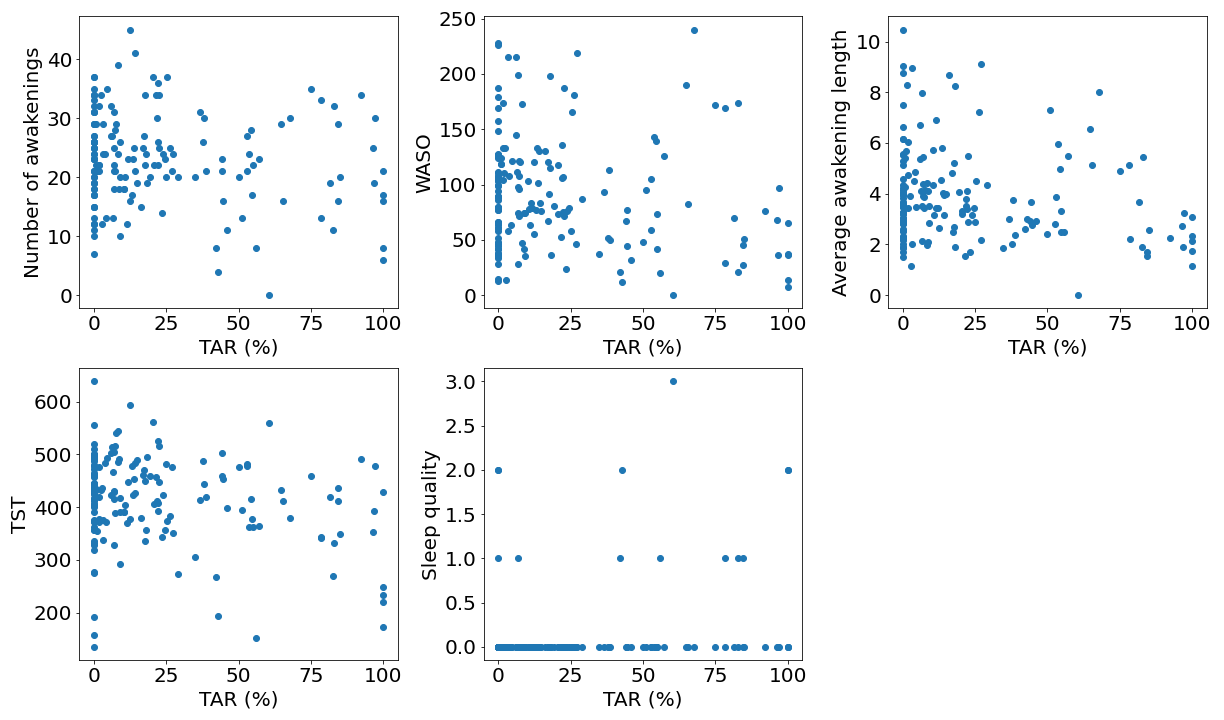 Number of awakenings
40
30
20
10
0
0 25 50 75 100
TAR (%)
WASO
250
200
150
100
50
0
0 25 50 75 100
TAR (%)
Average awakening length
10
8
6
4
2
0
0 25 50 75 100
TAR (%)
TST
600
500
400
300
200
0 25 50 75 100
TAR (%)
Sleep quality
3.0
2.5
2.0
1.5
1.0
0.5
0.0
0 25 50 75 100
TAR (%)